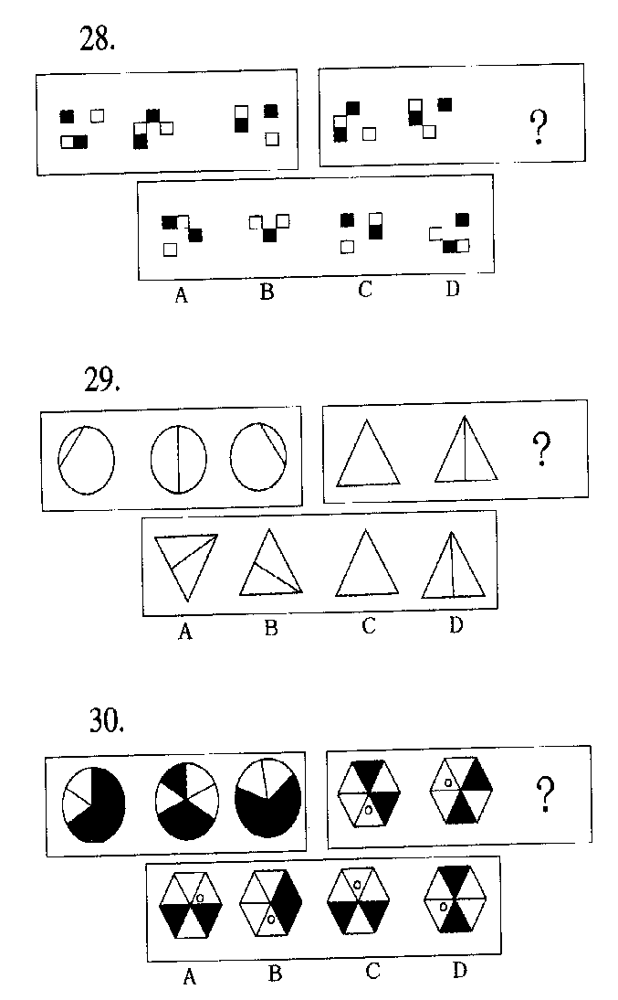 28.
?
A B C D
29.
?
A B C D
30.
o o ?
o o o o
A B C D